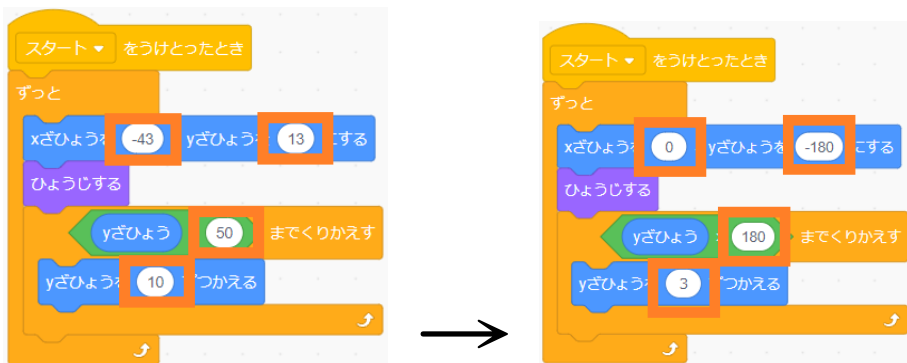 スタート をうけとったとき
ずっと
xざひょうを -43 yざひょうを 13 にする
ひょうじする
yざひょう 50 までくりかえす
yざひょうを 10 ずつかえる
スタート をうけとったとき
ずっと
xざひょうを 0 yざひょうを -180 にする
ひょうじする
yざひょう 180 までくりかえす
yざひょうを 3 ずつかえる